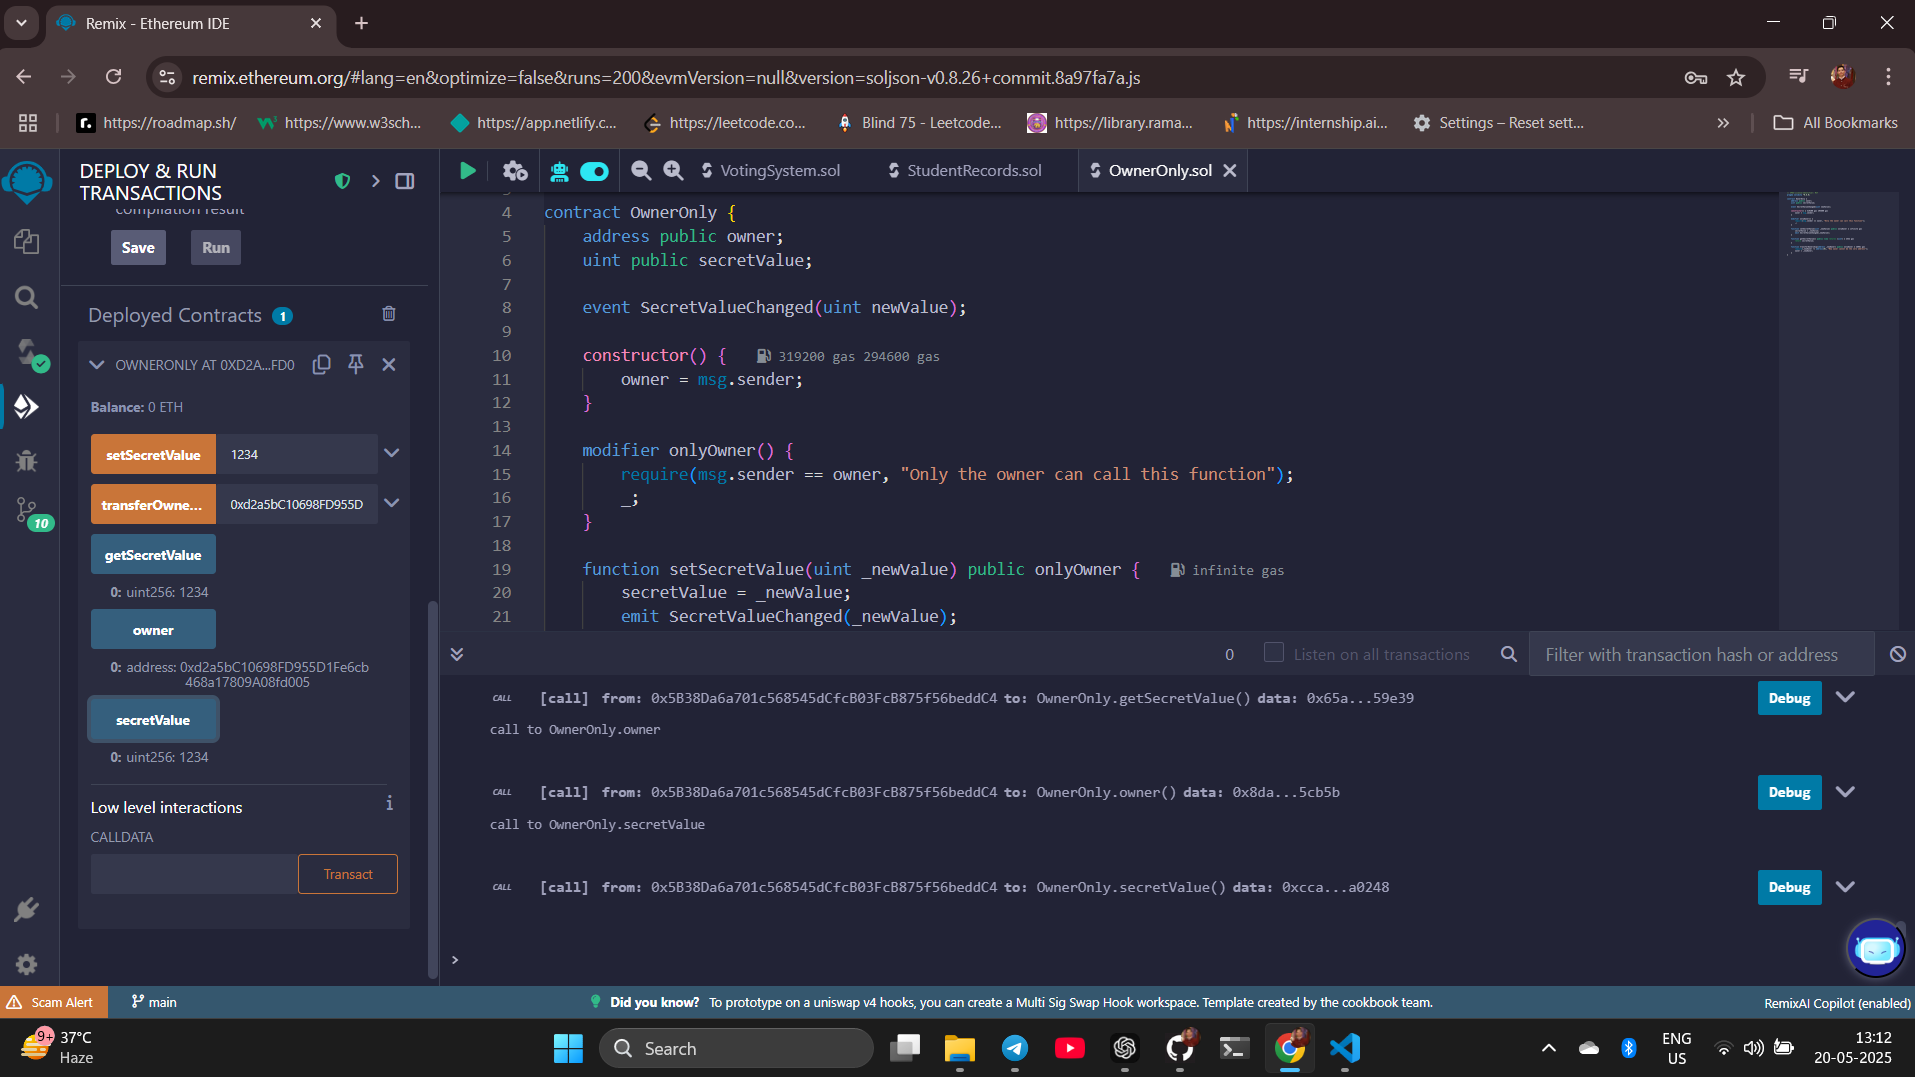 Remix - Ethereum IDE
remix.ethereum.org/#lang=en&optimize=false&runs=200&evmVersion=null&version=soljson-v0.8.26+commit.8a97fa7a.js
https://roadmap.sh/
https://www.w3sch...
https://app.netlify.c...
https://leetcode.co...
Blind 75 - Leetcode...
https://library.rama...
https://internship.ai...
Settings – Reset sett...
All Bookmarks
DEPLOY & RUN
TRANSACTIONS
compilation result
Save
Run
Deployed Contracts 1
OWNERONLY AT 0XD2A...FD0
Balance: 0 ETH
setSecretValue
1234
transferOwne...
0xd2a5bC10698FD955D
getSecretValue
0: uint256: 1234
owner
0: address: 0xd2a5bC10698FD955D1Fe6cb
468a17809A08fd005
secretValue
0: uint256: 1234
Low level interactions
i
CALLDATA
Transact
10
VotingSystem.sol
StudentRecords.sol
OwnerOnly.sol
4 contract OwnerOnly {
5 address public owner;
6 uint public secretValue;
7
8 event SecretValueChanged(uint newValue);
9
10 constructor() { 319200 gas 294600 gas
11 owner = msg.sender;
12 }
13
14 modifier onlyOwner() {
15 require(msg.sender == owner, "Only the owner can call this function");
16 _;
17 }
18
19 function setSecretValue(uint _newValue) public onlyOwner { infinite gas
20 secretValue = _newValue;
21 emit SecretValueChanged(_newValue);
0
Listen on all transactions
Filter with transaction hash or address
CALL [call] from: 0x5B38Da6a701c568545dCfcB03FcB875f56beddC4 to: OwnerOnly.getSecretValue() data: 0x65a...59e39
Debug
call to OwnerOnly.owner
CALL [call] from: 0x5B38Da6a701c568545dCfcB03FcB875f56beddC4 to: OwnerOnly.owner() data: 0x8da...5cb5b
Debug
call to OwnerOnly.secretValue
CALL [call] from: 0x5B38Da6a701c568545dCfcB03FcB875f56beddC4 to: OwnerOnly.secretValue() data: 0xcca...a0248
Debug
>
Scam Alert
main
Did you know? To prototype on a uniswap v4 hooks, you can create a Multi Sig Swap Hook workspace. Template created by the cookbook team.
RemixAI Copilot (enabled)
9+
37°C
Haze
Search
ENG
US
13:12
20-05-2025